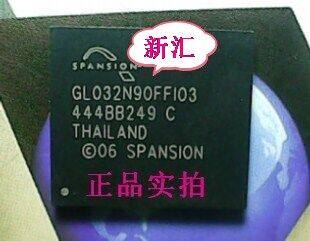 新汇
SPANSION
GL032N90FFI03
444BB249 C
THAILAND
©06 SPANSION
正品实拍